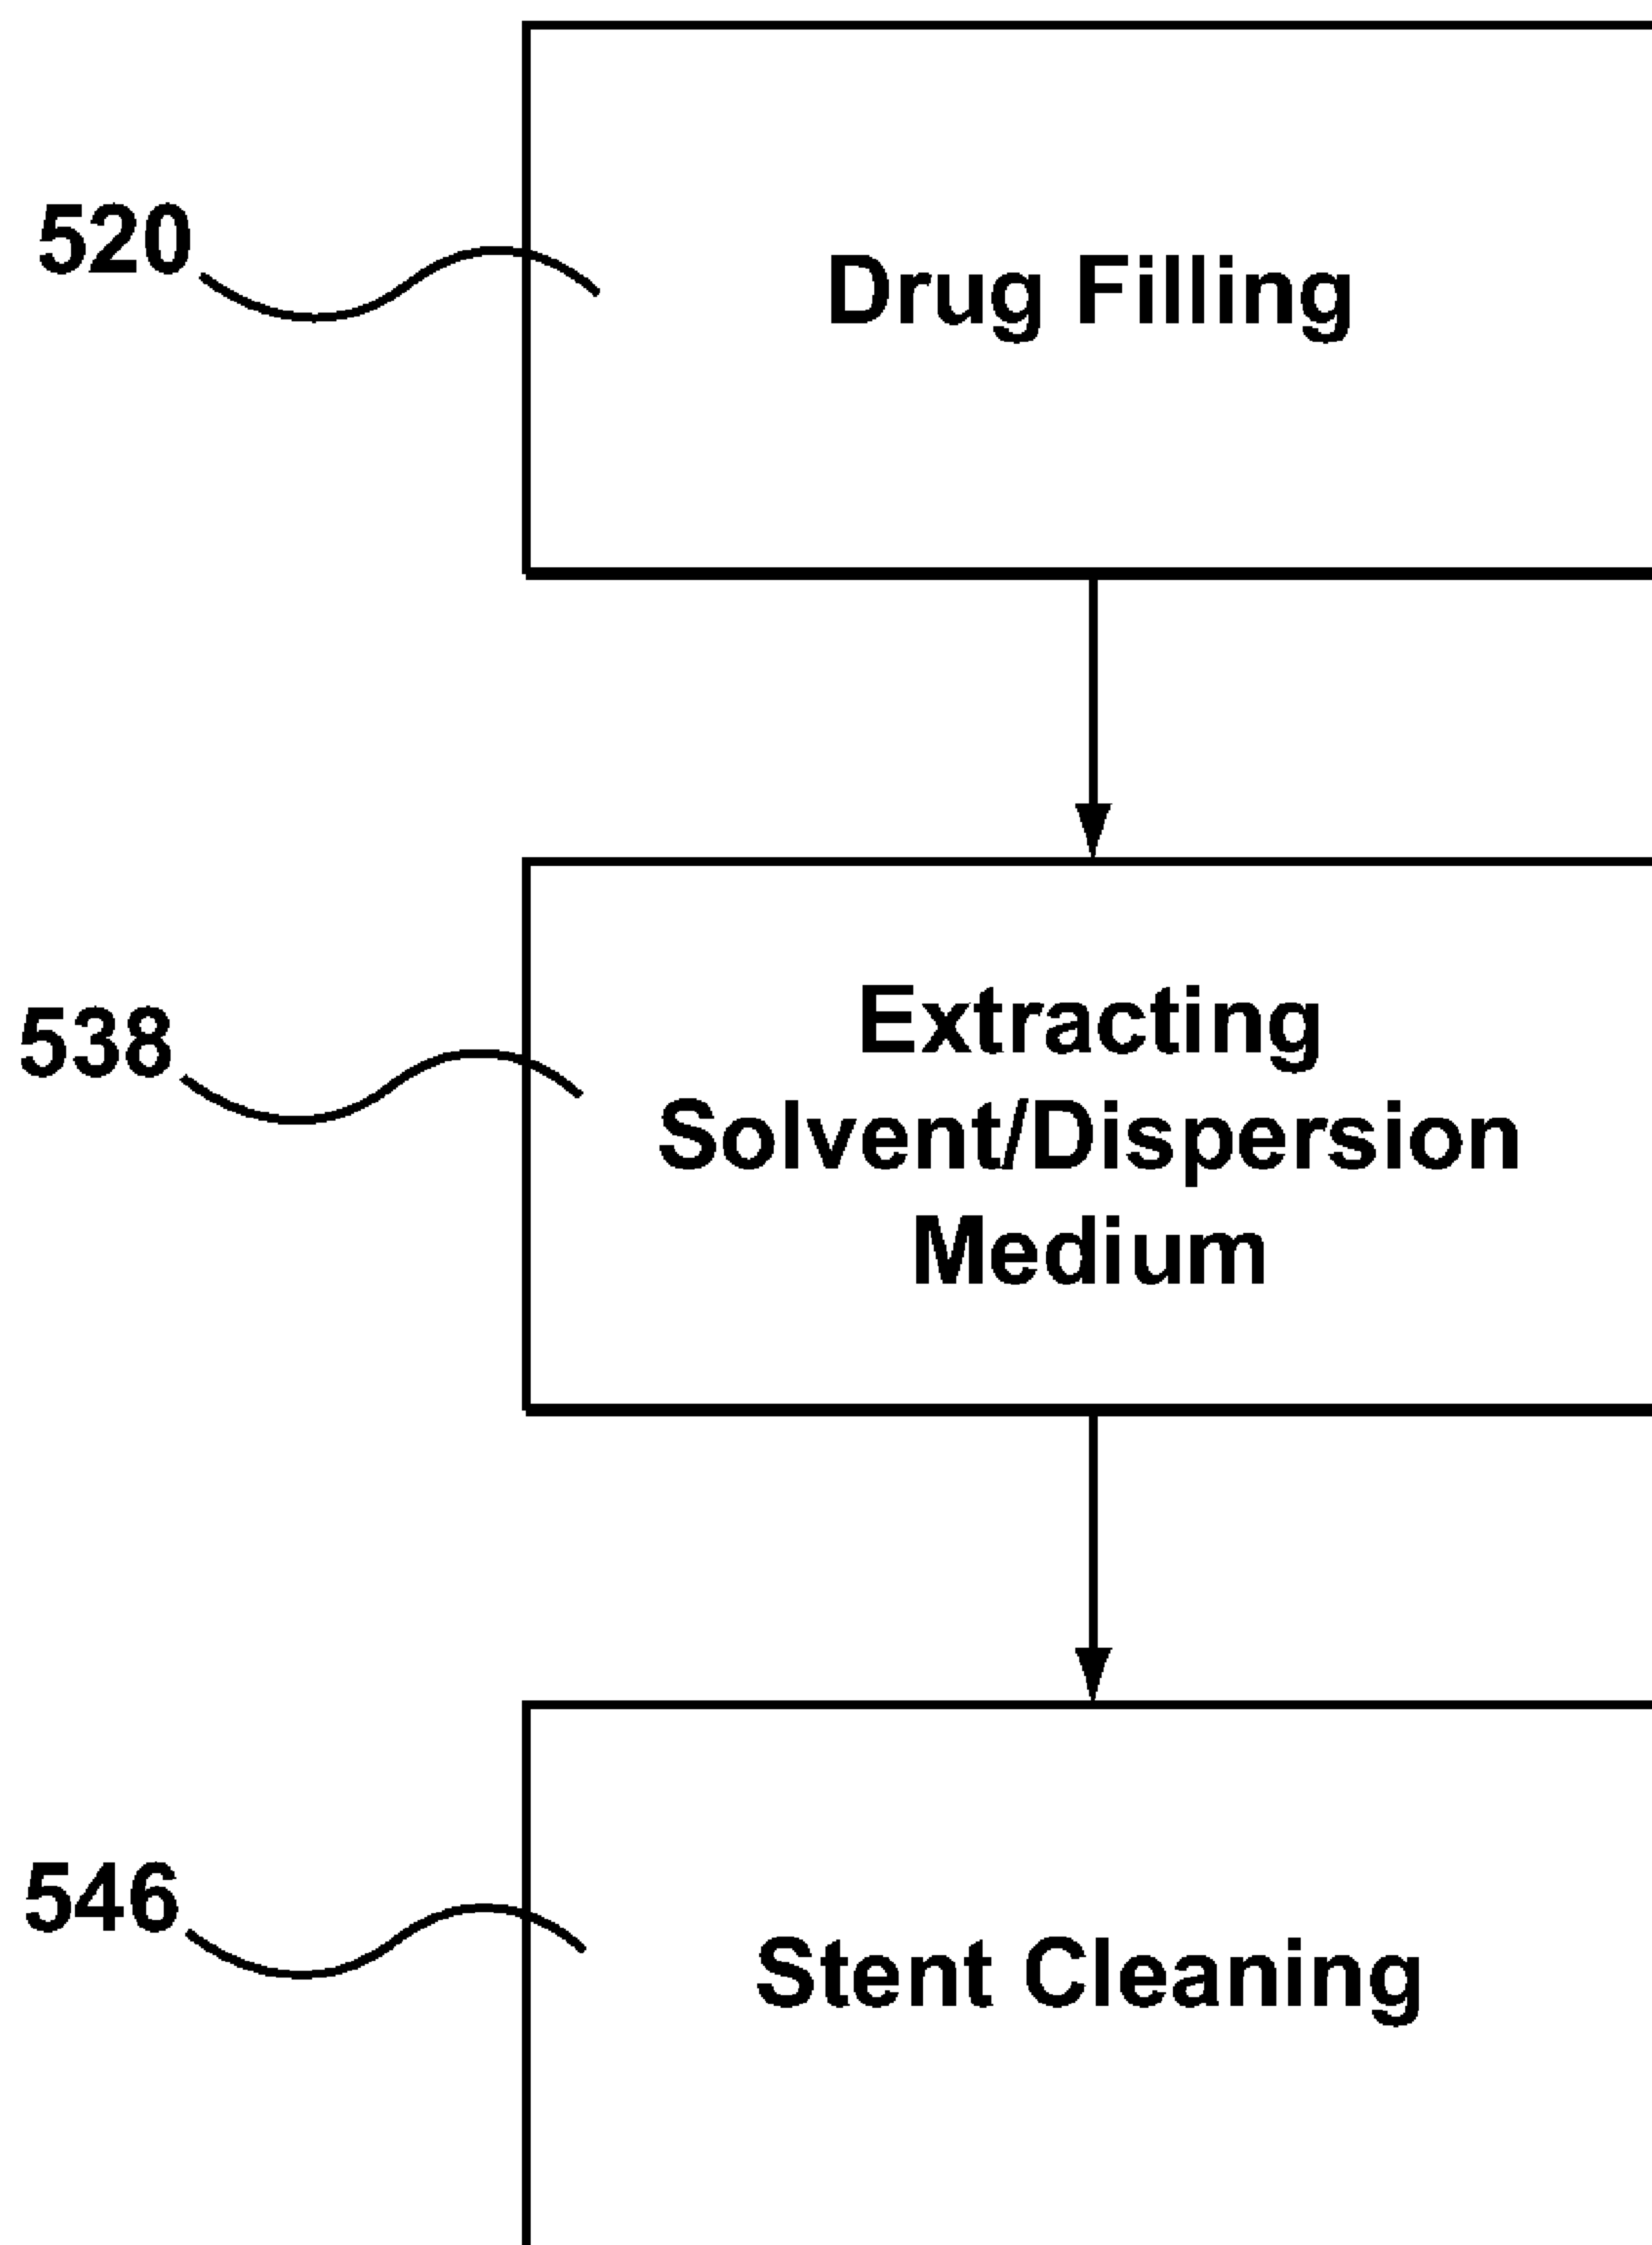 520
Drug Filling
538
Extracting
Solvent/Dispersion
Medium
546
Stent Cleaning